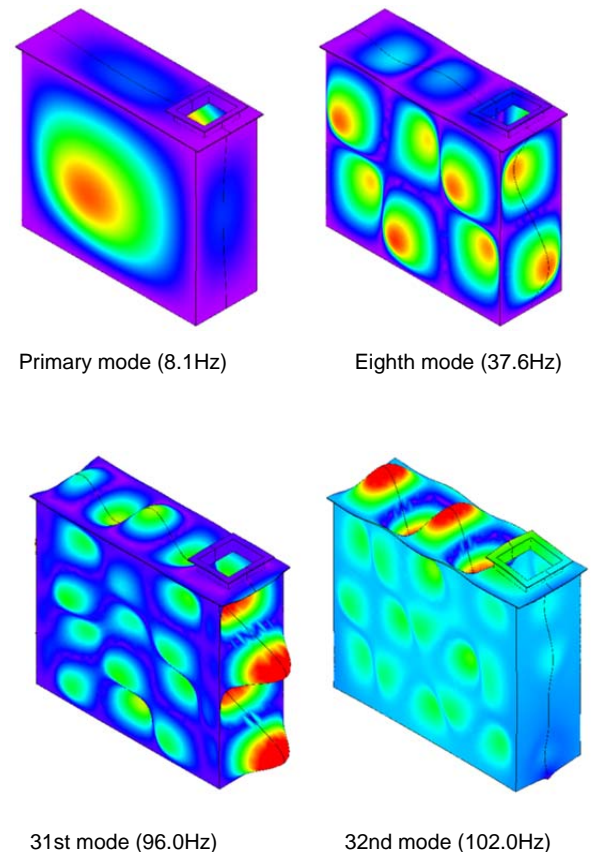 Primary mode (8.1Hz)
Eighth mode (37.6Hz)
31st mode (96.0Hz)
32nd mode (102.0Hz)